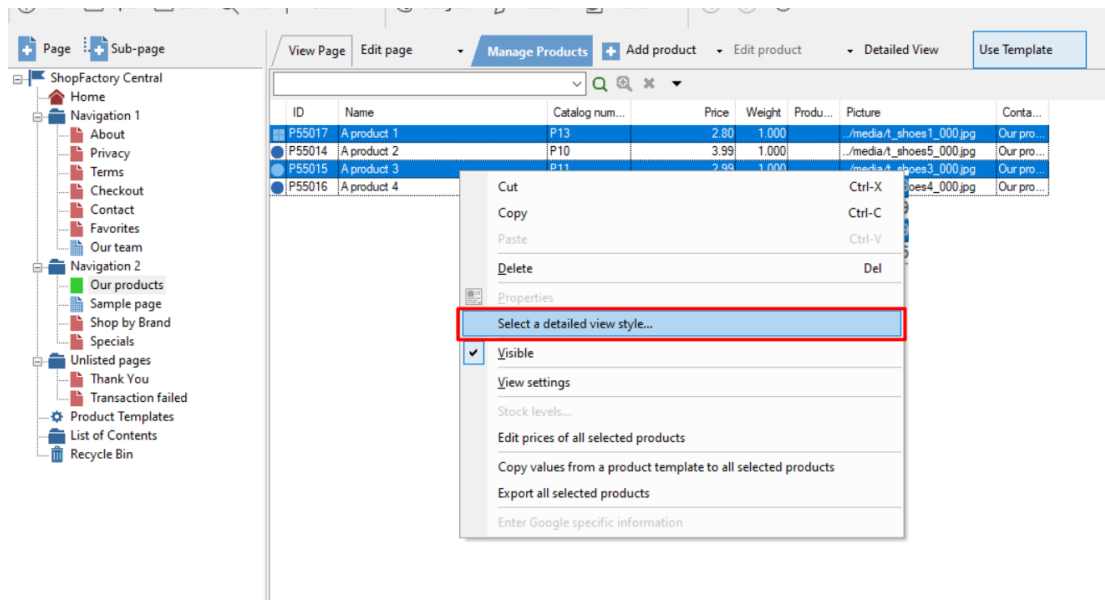 Page Sub-page
View Page Edit page Manage Products Add product Edit product Detailed View Use Template
ShopFactory Central
Home
Navigation 1
About
Privacy
Terms
Checkout
Contact
Favorites
Our team
Navigation 2
Our products
Sample page
Shop by Brand
Specials
Unlisted pages
Thank You
Transaction failed
Product Templates
List of Contents
Recycle Bin
ID Name Catalog num... Price Weight Produ... Picture Conta...
P55017 A product 1 P13 2.80 1.000 ../media/t_shoes1_000.jpg Our pro...
P55014 A product 2 P10 3.99 1.000 ../media/t_shoes5_000.jpg Our pro...
P55015 A product 3 P11 2.99 1.000 ../media/t_shoes3_000.jpg Our pro...
P55016 A product 4 oes4_000.jpg Our pro...
Cut Ctrl-X
Copy Ctrl-C
Paste Ctrl-V
Delete Del
Properties
Select a detailed view style...
Visible
View settings
Stock levels...
Edit prices of all selected products
Copy values from a product template to all selected products
Export all selected products
Enter Google specific information